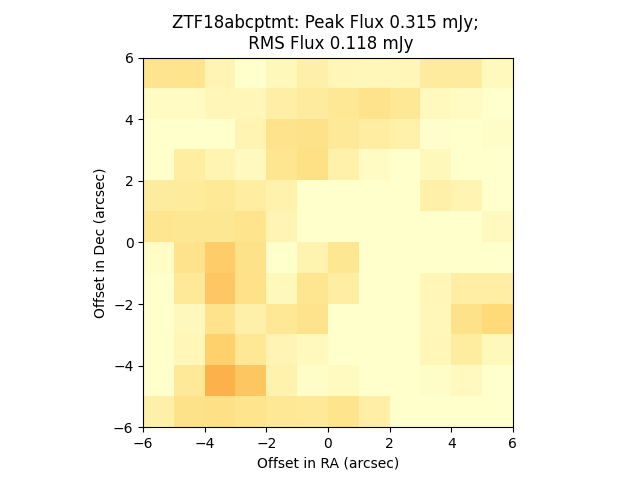 ZTF18abcptmt: Peak Flux 0.315 mJy;
RMS Flux 0.118 mJy
6
4
2
0
−2
−4
−6
Offset in Dec (arcsec)
−6 −4 −2 0 2 4 6
Offset in RA (arcsec)